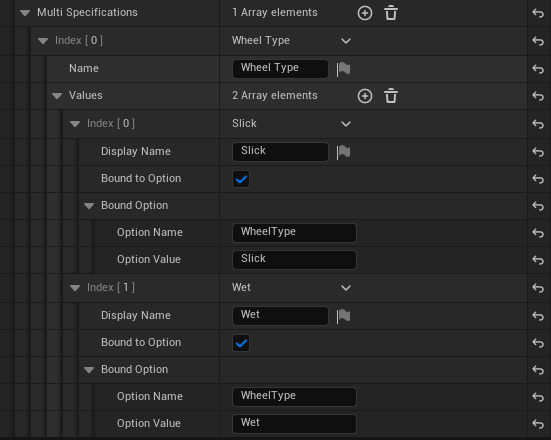 Multi Specifications 1 Array elements
Index [ 0 ] Wheel Type
Name Wheel Type
Values 2 Array elements
Index [ 0 ] Slick
Display Name Slick
Bound to Option
Bound Option
Option Name WheelType
Option Value Slick
Index [ 1 ] Wet
Display Name Wet
Bound to Option
Bound Option
Option Name WheelType
Option Value Wet